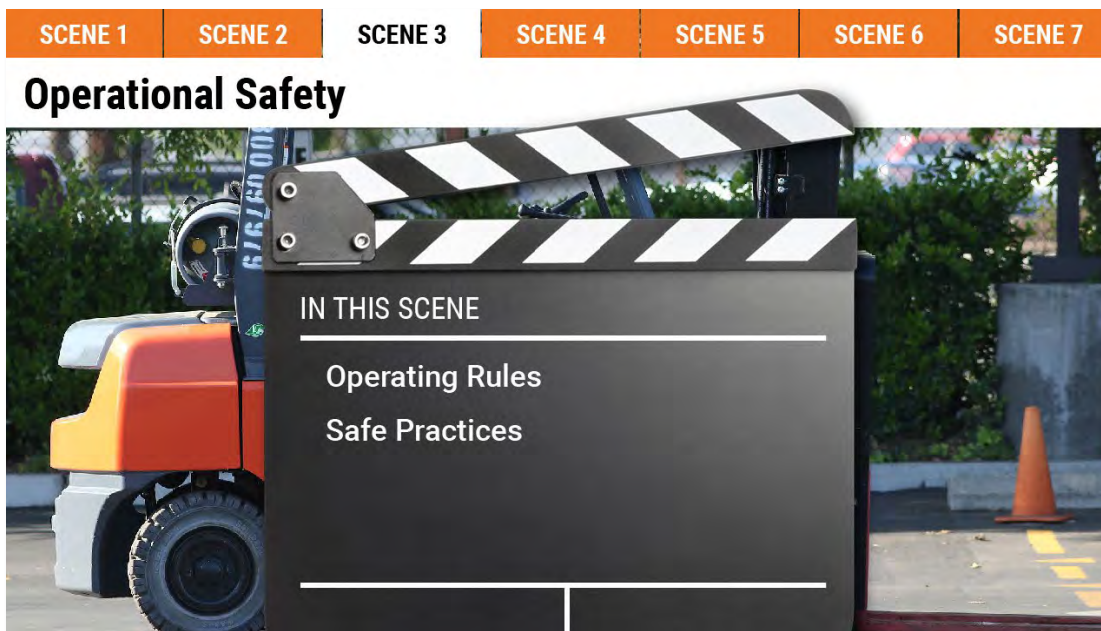 SCENE 1 SCENE 2 SCENE 3 SCENE 4 SCENE 5 SCENE 6 SCENE 7
Operational Safety
IN THIS SCENE
Operating Rules
Safe Practices